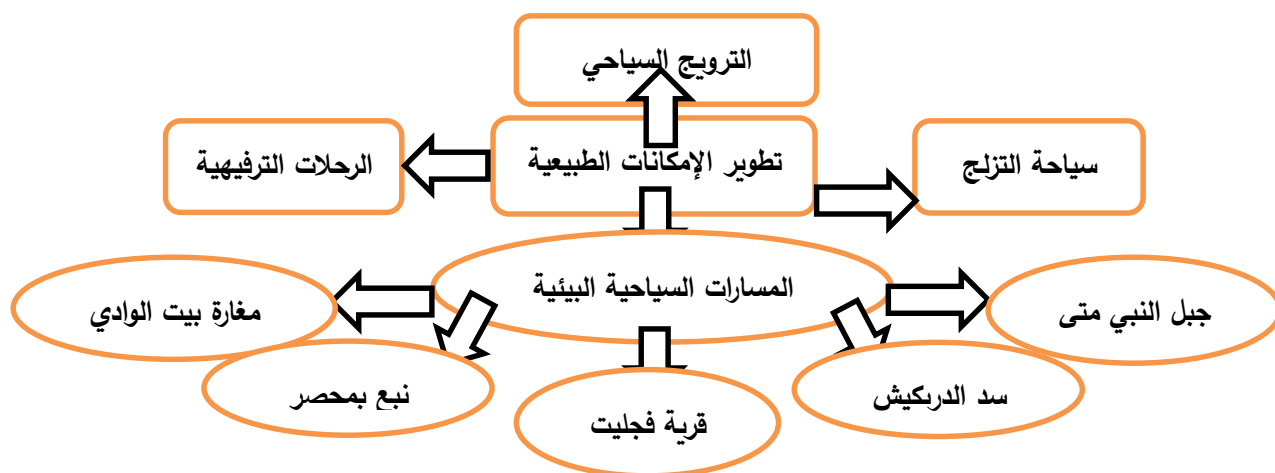 الترويج السياحي
سياحة التزلج
تطوير الإمكانات الطبيعية
الرحلات الترفيهية
المسارات السياحية البيئية
جبل النبي متى
مغارة بيت الوادي
سد الدريكيش
نبع بمحصر
قرية فجليت